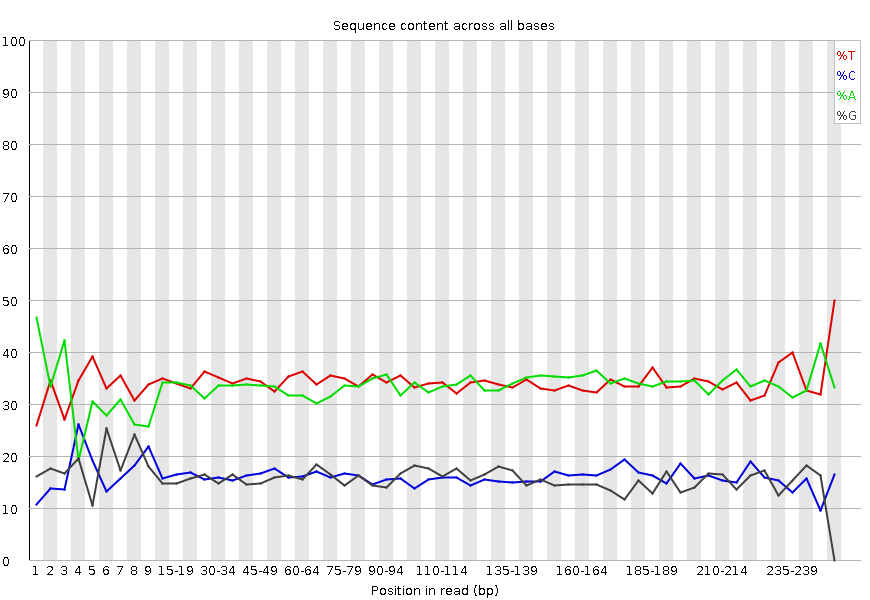 Sequence content across all bases
100
90
80
70
60
50
40
30
20
10
0
%T
%C
%A
%G
1 2 3 4 5 6 7 8 9 15-19 30-34 45-49 60-64 75-79 90-94 110-114 135-139 160-164 185-189 210-214 235-239
Position in read (bp)